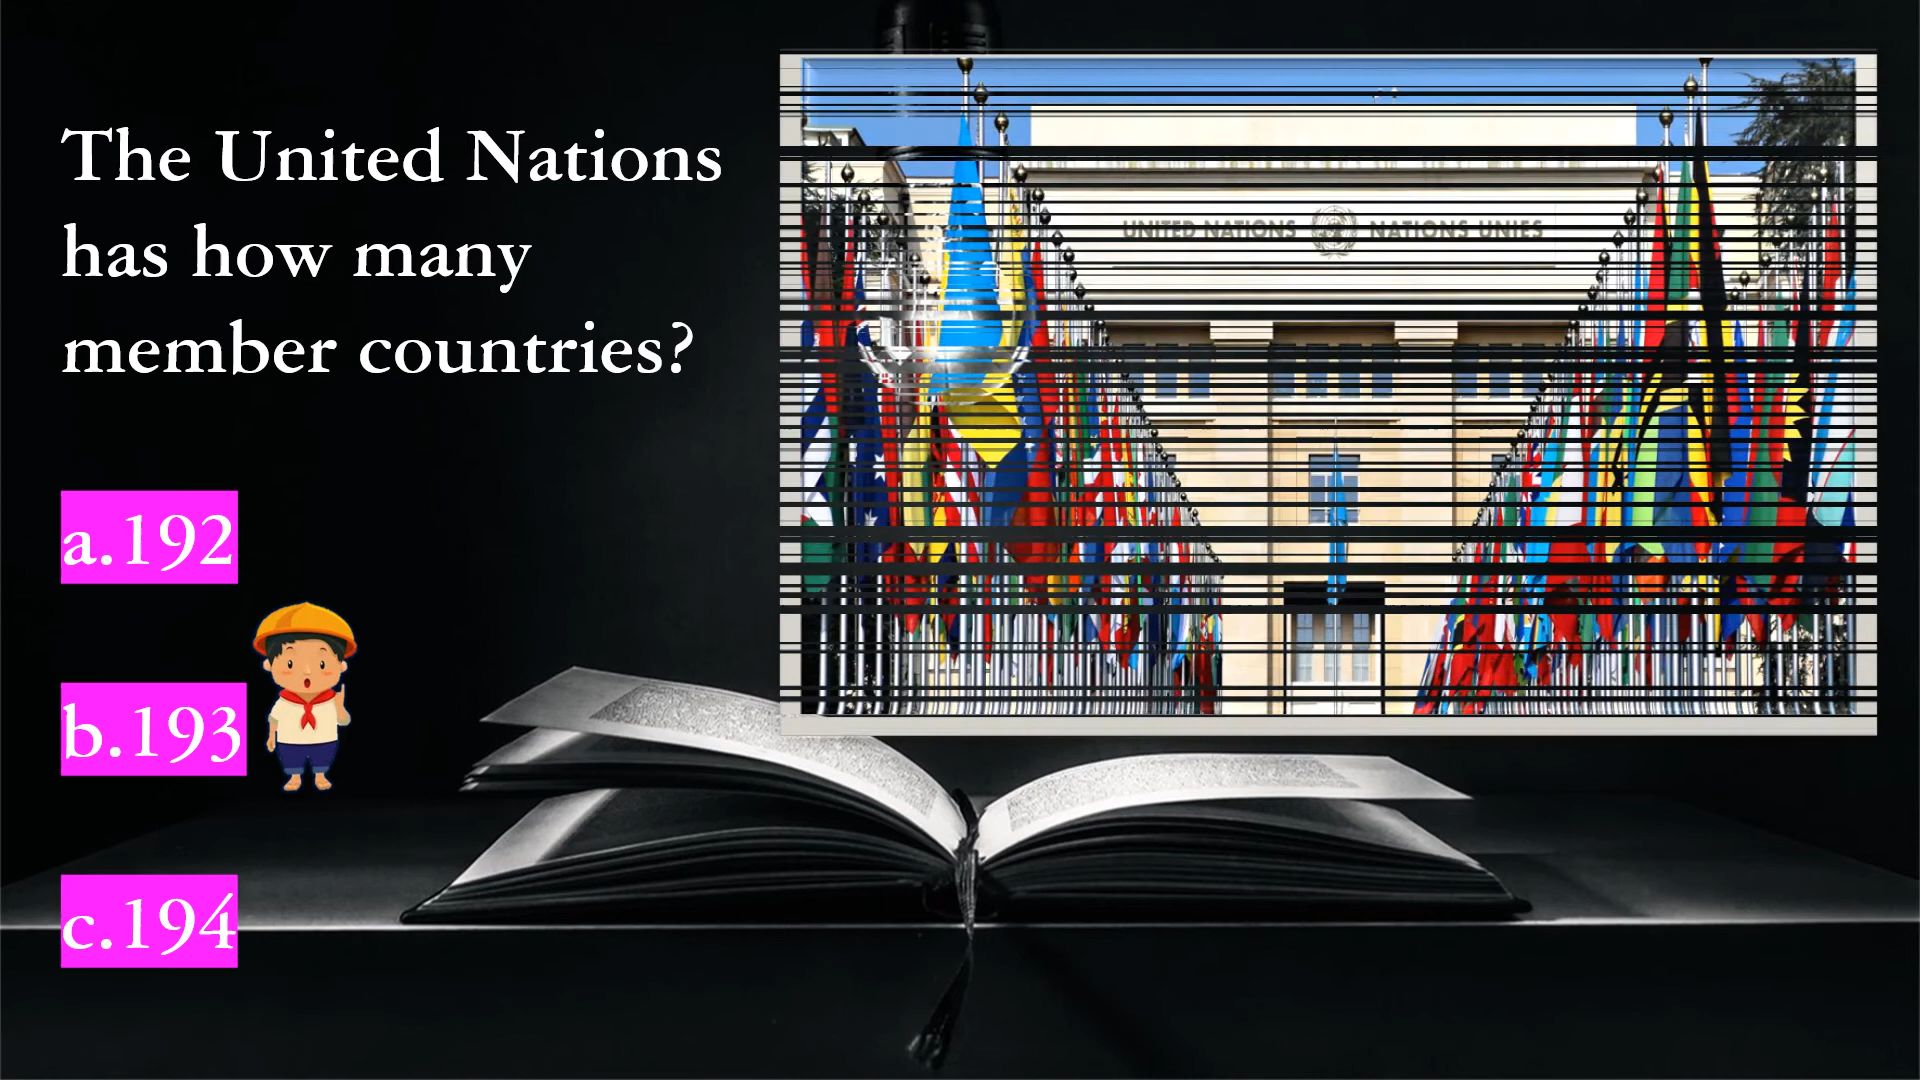 The United Nations
has how many
member countries?
UNITED NATIONS NATIONS UNIES
a.192
b.193
c.194